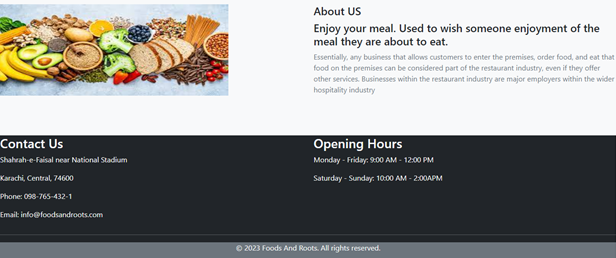 About US
Enjoy your meal. Used to wish someone enjoyment of the
meal they are about to eat.
Essentially, any business that allows customers to enter the premises, order food, and eat that
food on the premises can be considered part of the restaurant industry, even if they offer
other services. Businesses within the restaurant industry are major employers within the wider
hospitality industry
Contact Us
Shahrah-e-Faisal near National Stadium
Karachi, Central, 74600
Phone: 098-765-432-1
Email: info@foodsandroots.com
Opening Hours
Monday - Friday: 9:00 AM - 12:00 PM
Saturday - Sunday: 10:00 AM - 2:00APM
© 2023 Foods And Roots. All rights reserved.